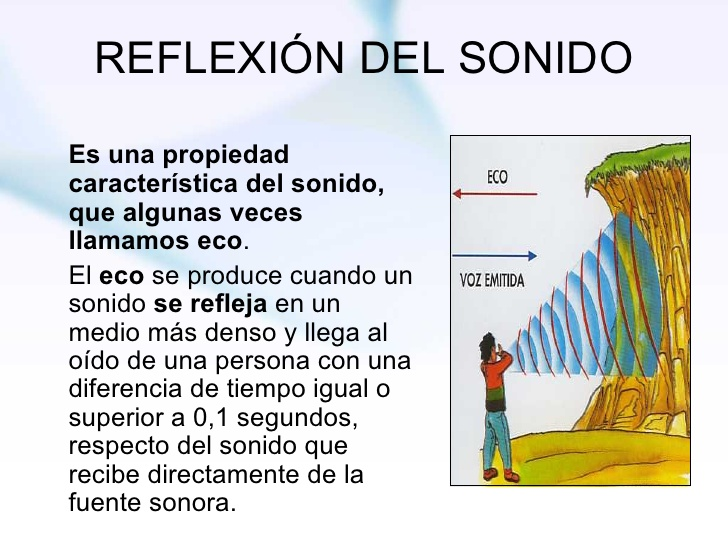 REFLEXIÓN DEL SONIDO
Es una propiedad
característica del sonido,
que algunas veces
llamamos eco.
El eco se produce cuando un
sonido se refleja en un
medio más denso y llega al
oído de una persona con una
diferencia de tiempo igual o
superior a 0,1 segundos,
respecto del sonido que
recibe directamente de la
fuente sonora.
ECO
VOZ EMITIDA